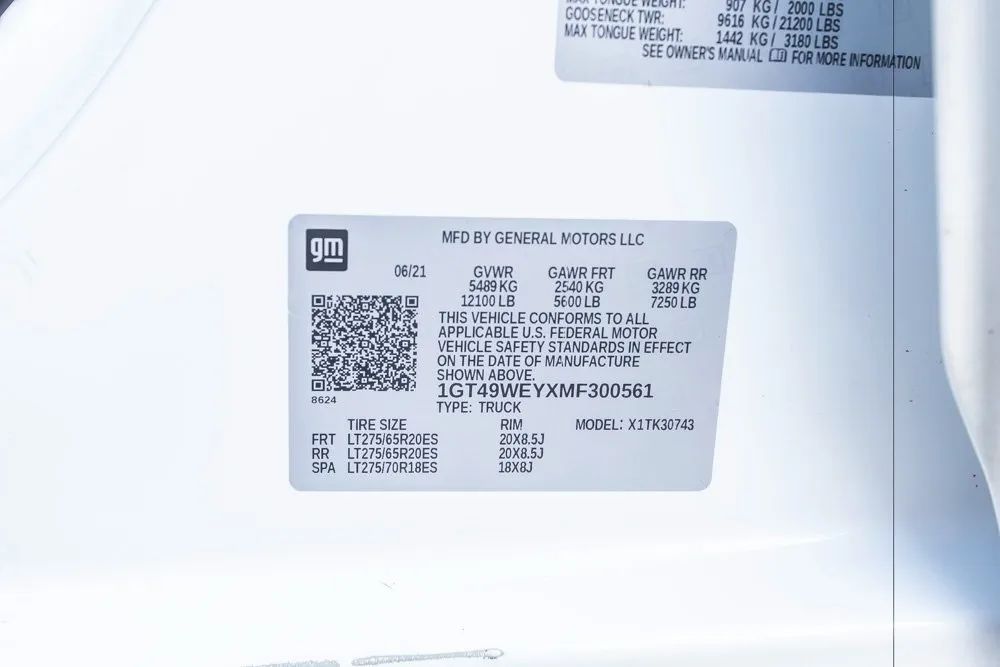 MAX TONGUE WEIGHT: 907 KG / 2000 LBS
GOOSENECK TWR: 9616 KG / 21200 LBS
MAX TONGUE WEIGHT: 1442 KG / 3180 LBS
SEE OWNER'S MANUAL FOR MORE INFORMATION
gm
MFD BY GENERAL MOTORS LLC
06/21 GVWR GAWR FRT GAWR RR
5489 KG 2540 KG 3289 KG
12100 LB 5600 LB 7250 LB
THIS VEHICLE CONFORMS TO ALL
APPLICABLE U.S. FEDERAL MOTOR
VEHICLE SAFETY STANDARDS IN EFFECT
ON THE DATE OF MANUFACTURE
SHOWN ABOVE.
1GT49WEYXMF300561
8624
TYPE: TRUCK
TIRE SIZE RIM MODEL: X1TK30743
FRT LT275/65R20ES 20X8.5J
RR LT275/65R20ES 20X8.5J
SPA LT275/70R18ES 18X8J